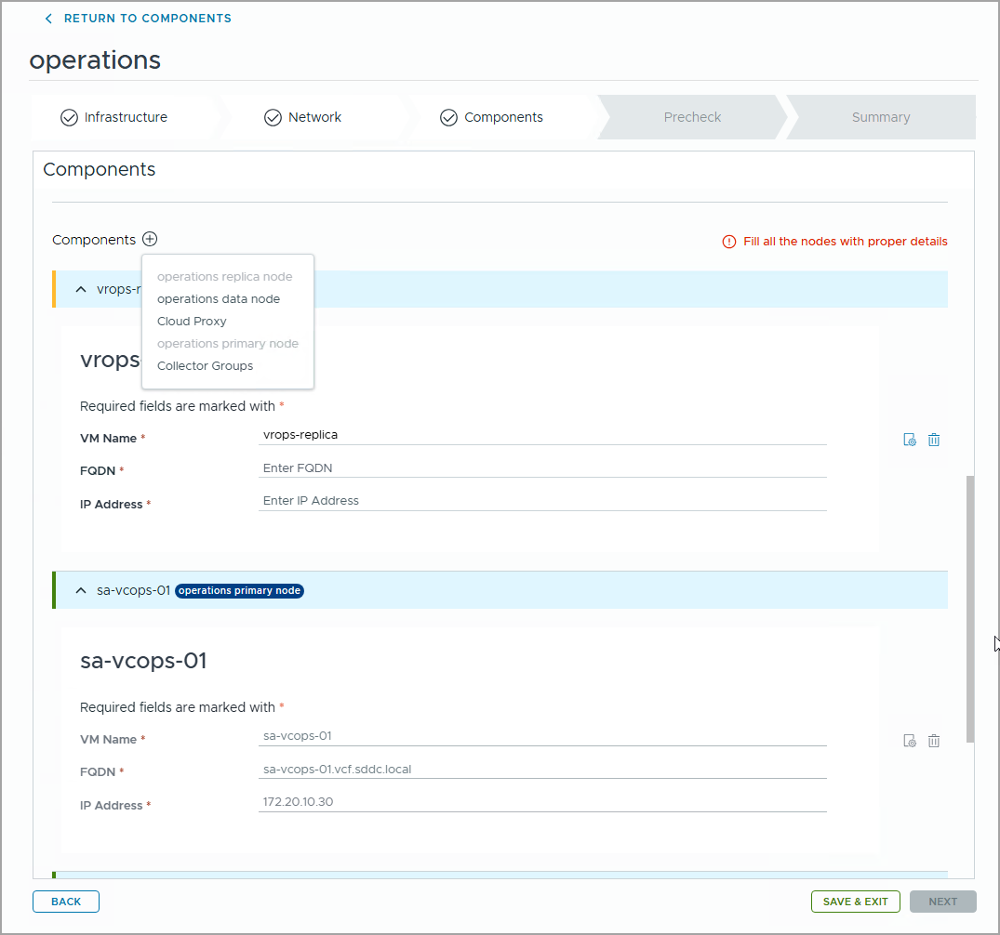 RETURN TO COMPONENTS
operations
Infrastructure
Network
Components
Precheck
Summary
Components
Components
Fill all the nodes with proper details
operations replica node
operations data node
Cloud Proxy
operations primary node
Collector Groups
vrops-r
vrops-
Required fields are marked with *
VM Name * vrops-replica
FQDN * Enter FQDN
IP Address * Enter IP Address
sa-vcops-01 operations primary node
sa-vcops-01
Required fields are marked with *
VM Name * sa-vcops-01
FQDN * sa-vcops-01.vcf.sddc.local
IP Address * 172.20.10.30
BACK
SAVE & EXIT
NEXT